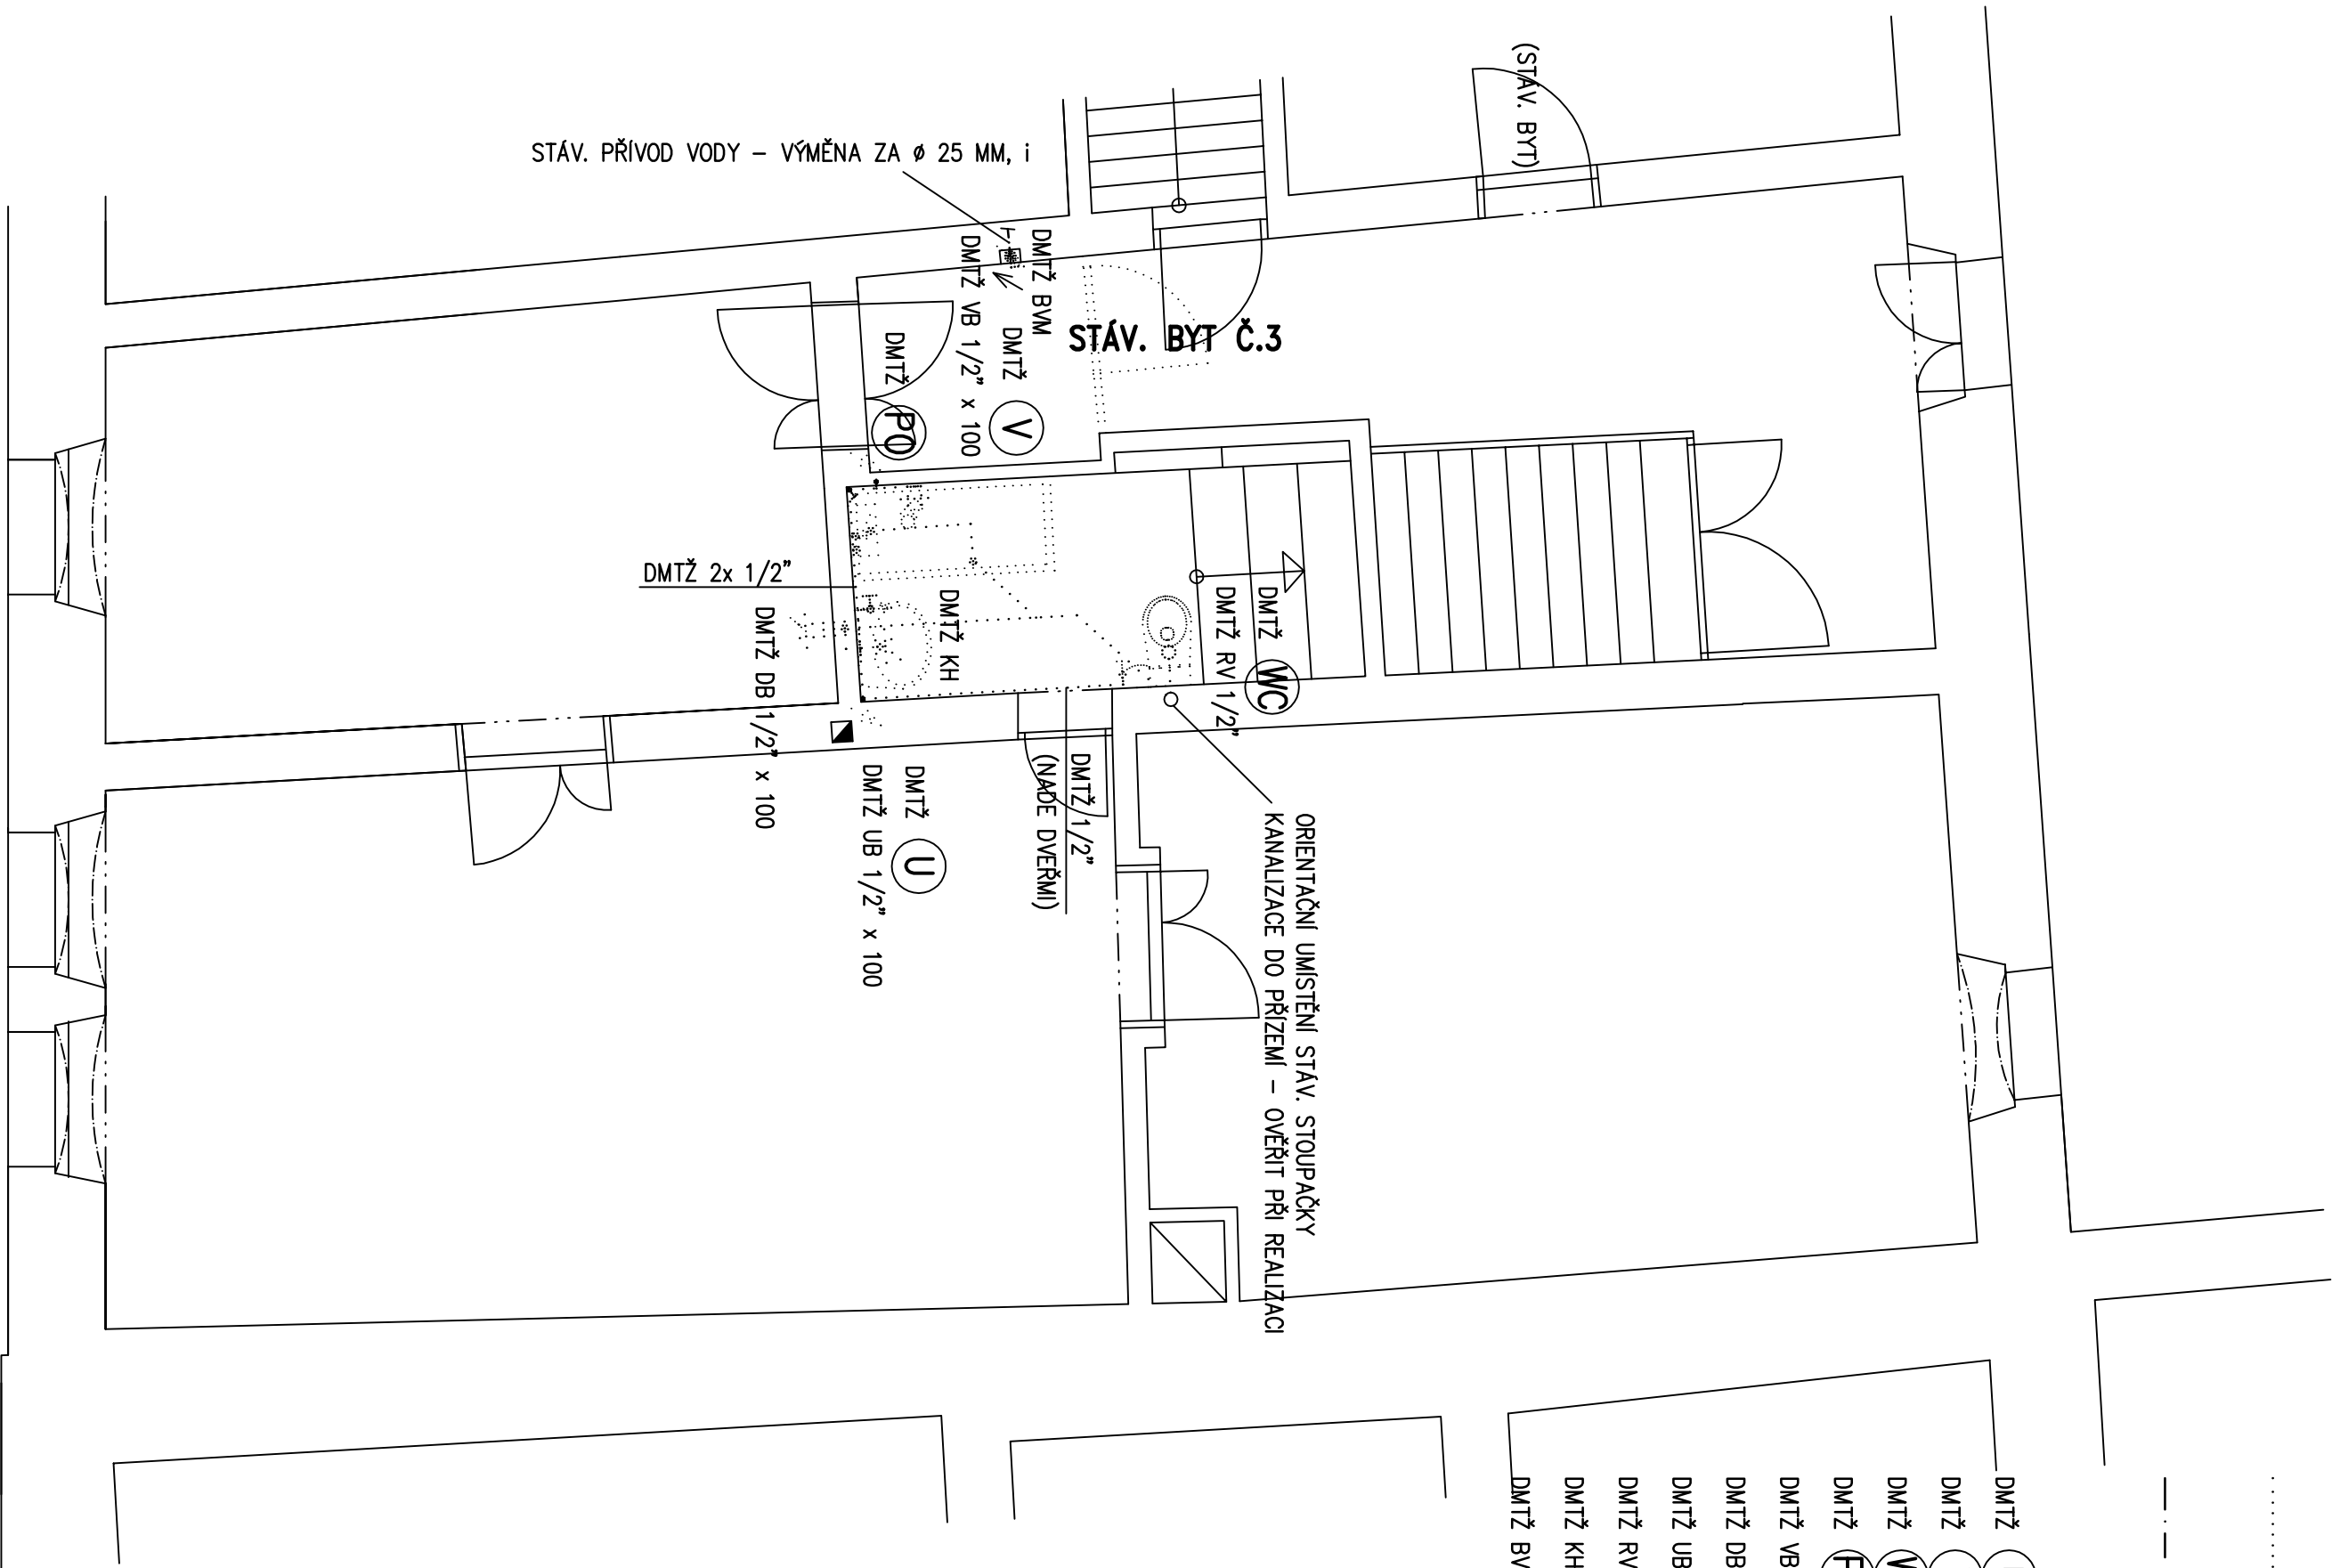 (STÁV. BYT)
STÁV. PŘÍVOD VODY – VÝMĚNA ZA ø 25 MM, i
DMTŽ BVM
DMTŽ V
DMTŽ VB 1/2" x 100
STÁV. BYT Č.3
DMTŽ PO
DMTŽ 2x 1/2"
DMTŽ KH
DMTŽ WC
DMTŽ RV 1/2"
DMTŽ DB 1/2" x 100
DMTŽ U
DMTŽ UB 1/2" x 100
DMTŽ 1/2"
(NADE DVEŘMI)
ORIENTAČNÍ UMÍSTĚNÍ STÁV. STOUPAČKY
KANALIZACE DO PŘÍZEMÍ – OVĚŘIT PŘI REALIZACI
DMTŽ
DMTŽ
DMTŽ
DMTŽ
DMTŽ VB
DMTŽ DB
DMTŽ UB
DMTŽ RV
DMTŽ KH
DMTŽ BV